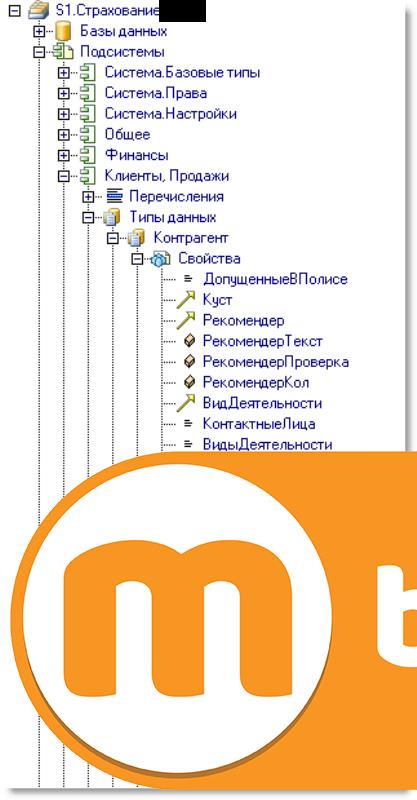 S1.Страхование
Базы данных
Подсистемы
Система.Базовые типы
Система.Права
Система.Настройки
Общее
Финансы
Клиенты, Продажи
Перечисления
Типы данных
Контрагент
Свойства
ДопущенныеВПолисе
Куст
Рекомендер
РекомендерТекст
РекомендерПроверка
РекомендерКол
ВидДеятельности
КонтактныеЛица
ВидыДеятельности
m b